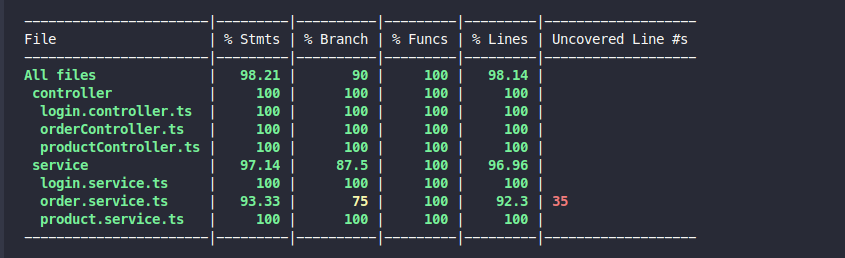 -----------------------|---------|----------|---------|---------|-------------------
File                   | % Stmts | % Branch | % Funcs | % Lines | Uncovered Line #s
-----------------------|---------|----------|---------|---------|-------------------
All files              |   98.21 |       90 |     100 |   98.14 |
 controller            |     100 |      100 |     100 |     100 |
  login.controller.ts  |     100 |      100 |     100 |     100 |
  orderController.ts   |     100 |      100 |     100 |     100 |
  productController.ts |     100 |      100 |     100 |     100 |
 service               |   97.14 |     87.5 |     100 |   96.96 |
  login.service.ts     |     100 |      100 |     100 |     100 |
  order.service.ts     |   93.33 |       75 |     100 |    92.3 | 35
  product.service.ts   |     100 |      100 |     100 |     100 |
-----------------------|---------|----------|---------|---------|-------------------